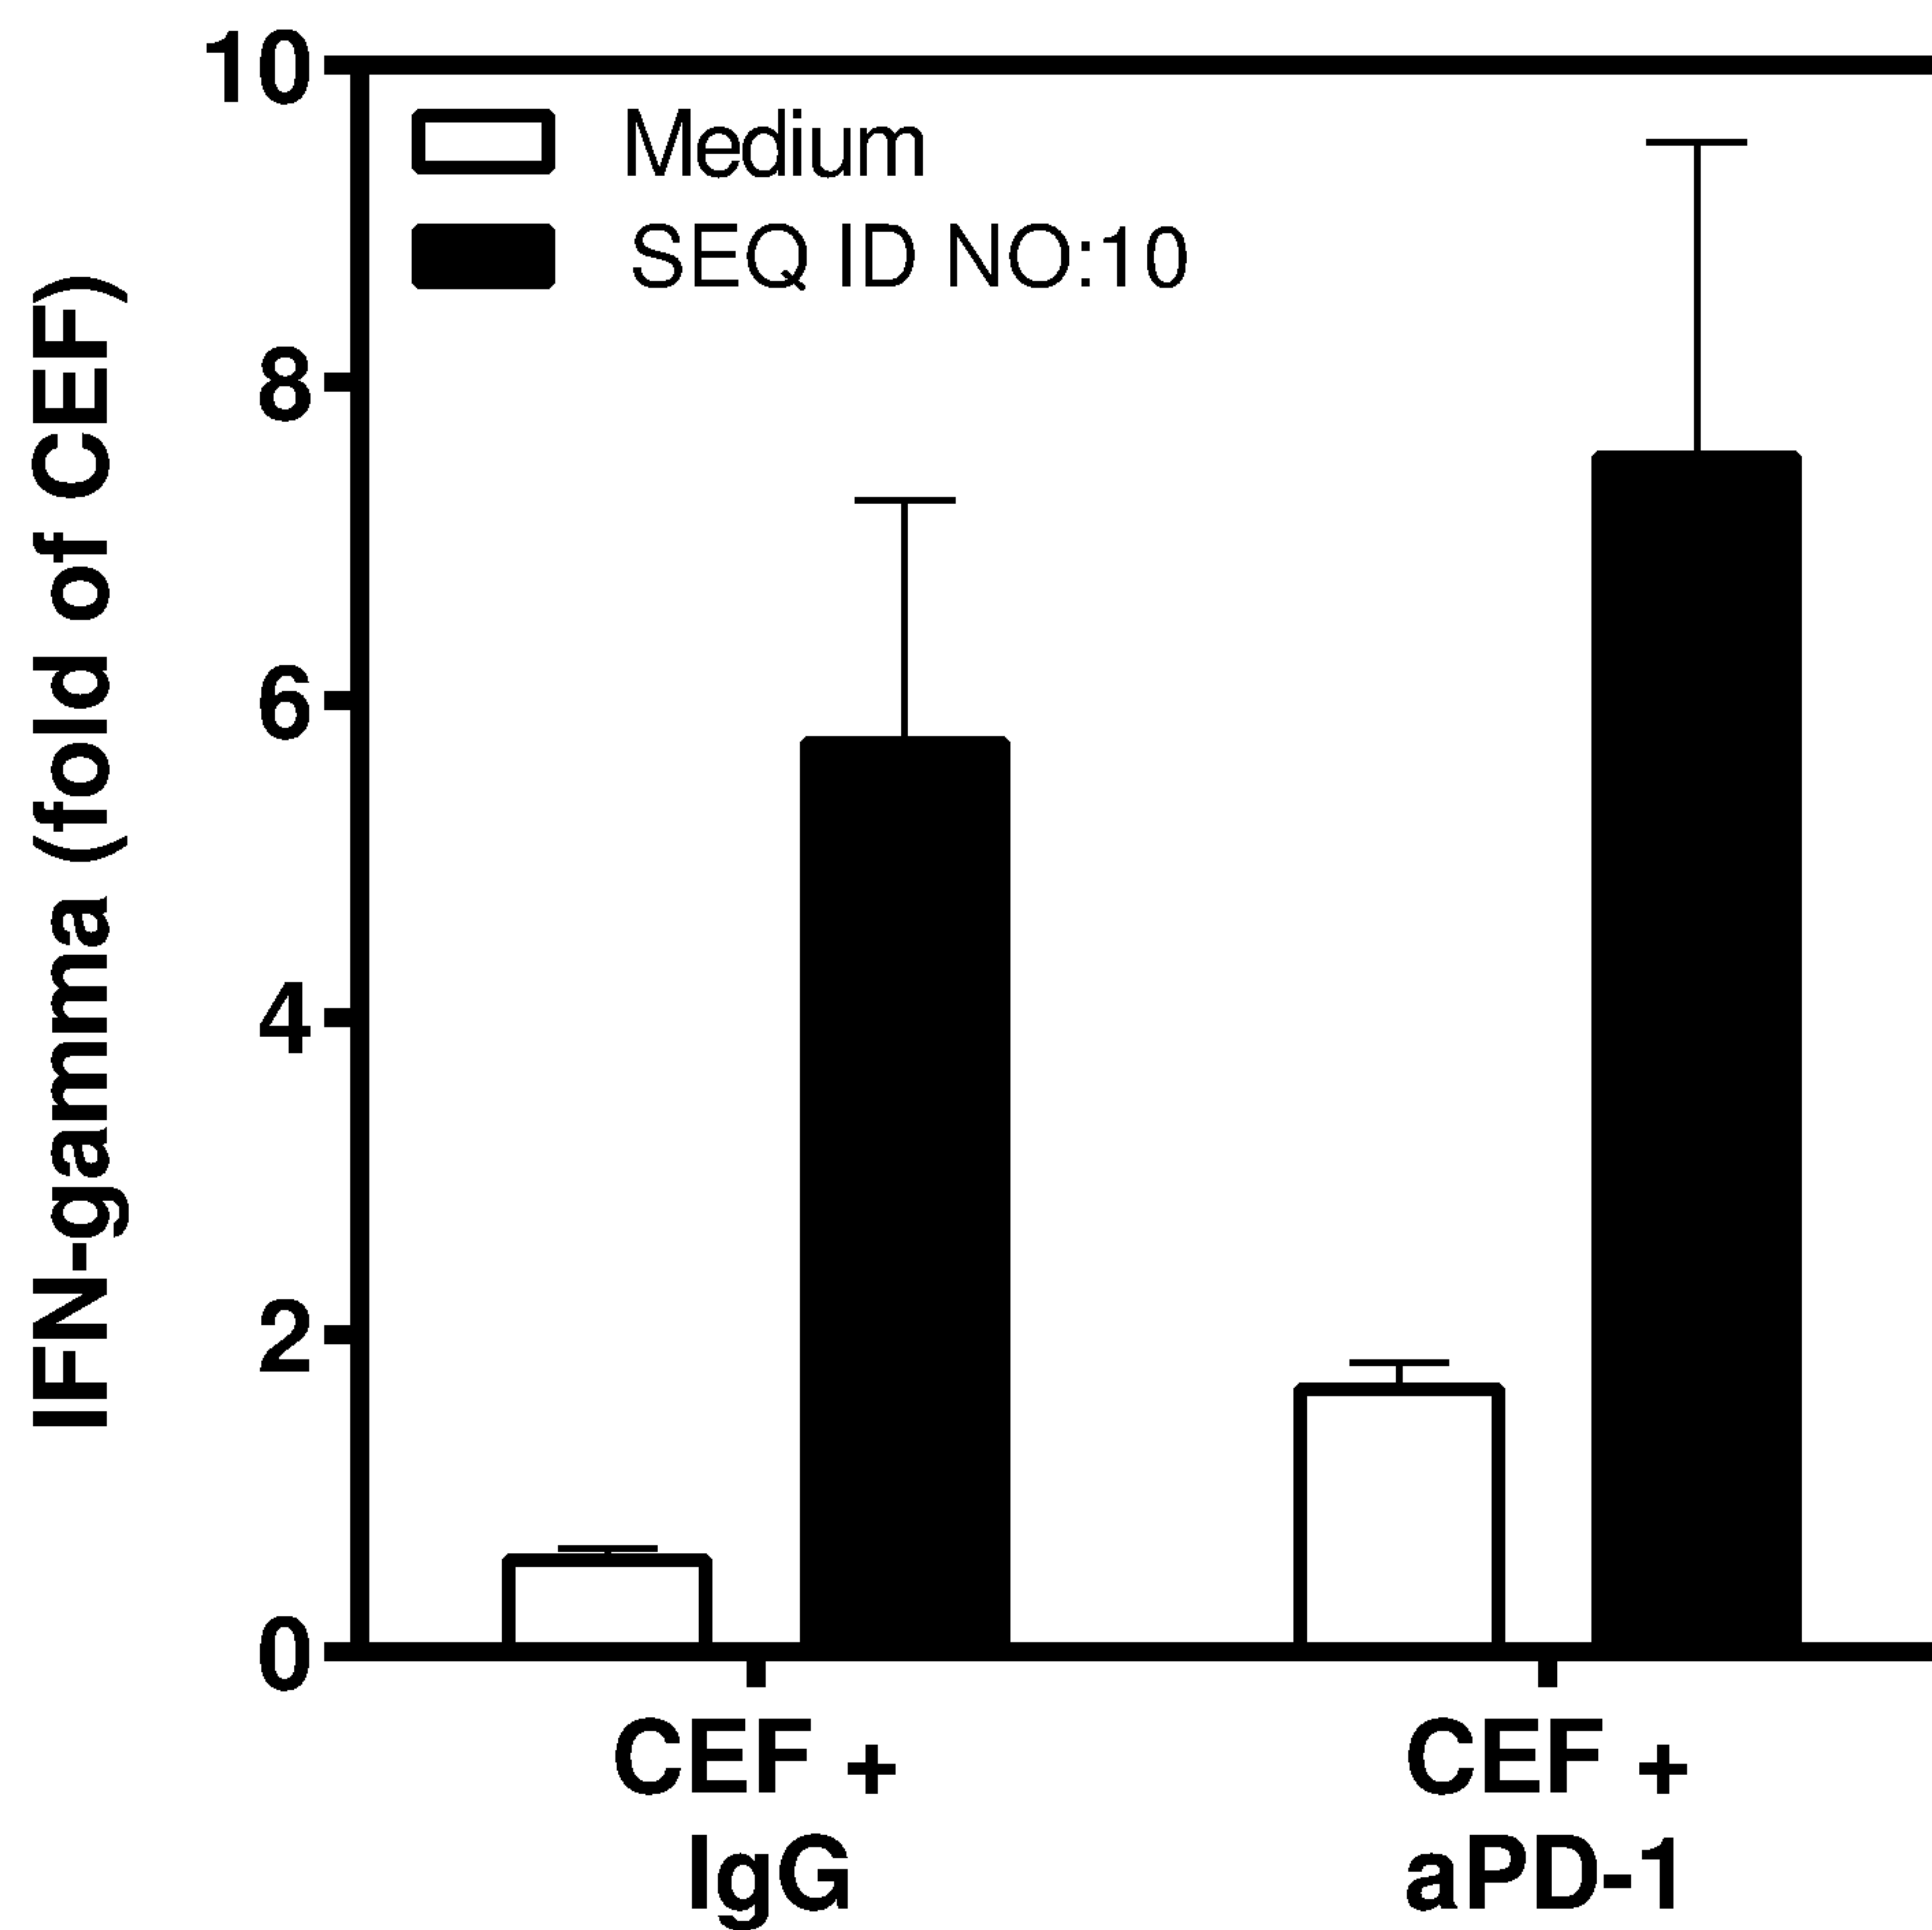 IFN-gamma (fold of CEF)
10
8
6
4
2
0
Medium
SEQ ID NO:10
CEF +
IgG
CEF +
aPD-1